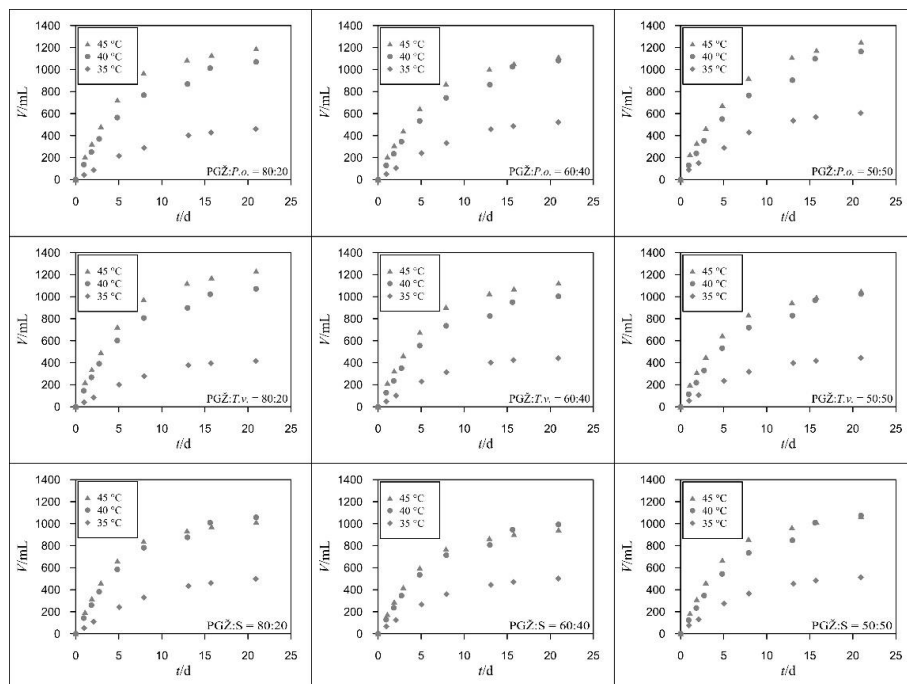 1400
1200
1000
800
600
400
200
0
V/mL
45 °C
40 °C
35 °C
PGŽ:P.o. = 80:20
0 5 10 15 20 25
t/d
1400
1200
1000
800
600
400
200
0
V/mL
45 °C
40 °C
35 °C
PGŽ:P.o. = 60:40
0 5 10 15 20 25
t/d
1400
1200
1000
800
600
400
200
0
V/mL
45 °C
40 °C
35 °C
PGŽ:P.o. = 50:50
0 5 10 15 20 25
t/d
1400
1200
1000
800
600
400
200
0
V/mL
45 °C
40 °C
35 °C
PGŽ:T.v. = 80:20
0 5 10 15 20 25
t/d
1400
1200
1000
800
600
400
200
0
V/mL
45 °C
40 °C
35 °C
PGŽ:T.v. = 60:40
0 5 10 15 20 25
t/d
1400
1200
1000
800
600
400
200
0
V/mL
45 °C
40 °C
35 °C
PGŽ:T.v. = 50:50
0 5 10 15 20 25
t/d
1400
1200
1000
800
600
400
200
0
V/mL
45 °C
40 °C
35 °C
PGŽ:S = 80:20
0 5 10 15 20 25
t/d
1400
1200
1000
800
600
400
200
0
V/mL
45 °C
40 °C
35 °C
PGŽ:S = 60:40
0 5 10 15 20 25
t/d
1400
1200
1000
800
600
400
200
0
V/mL
45 °C
40 °C
35 °C
PGŽ:S = 50:50
0 5 10 15 20 25
t/d